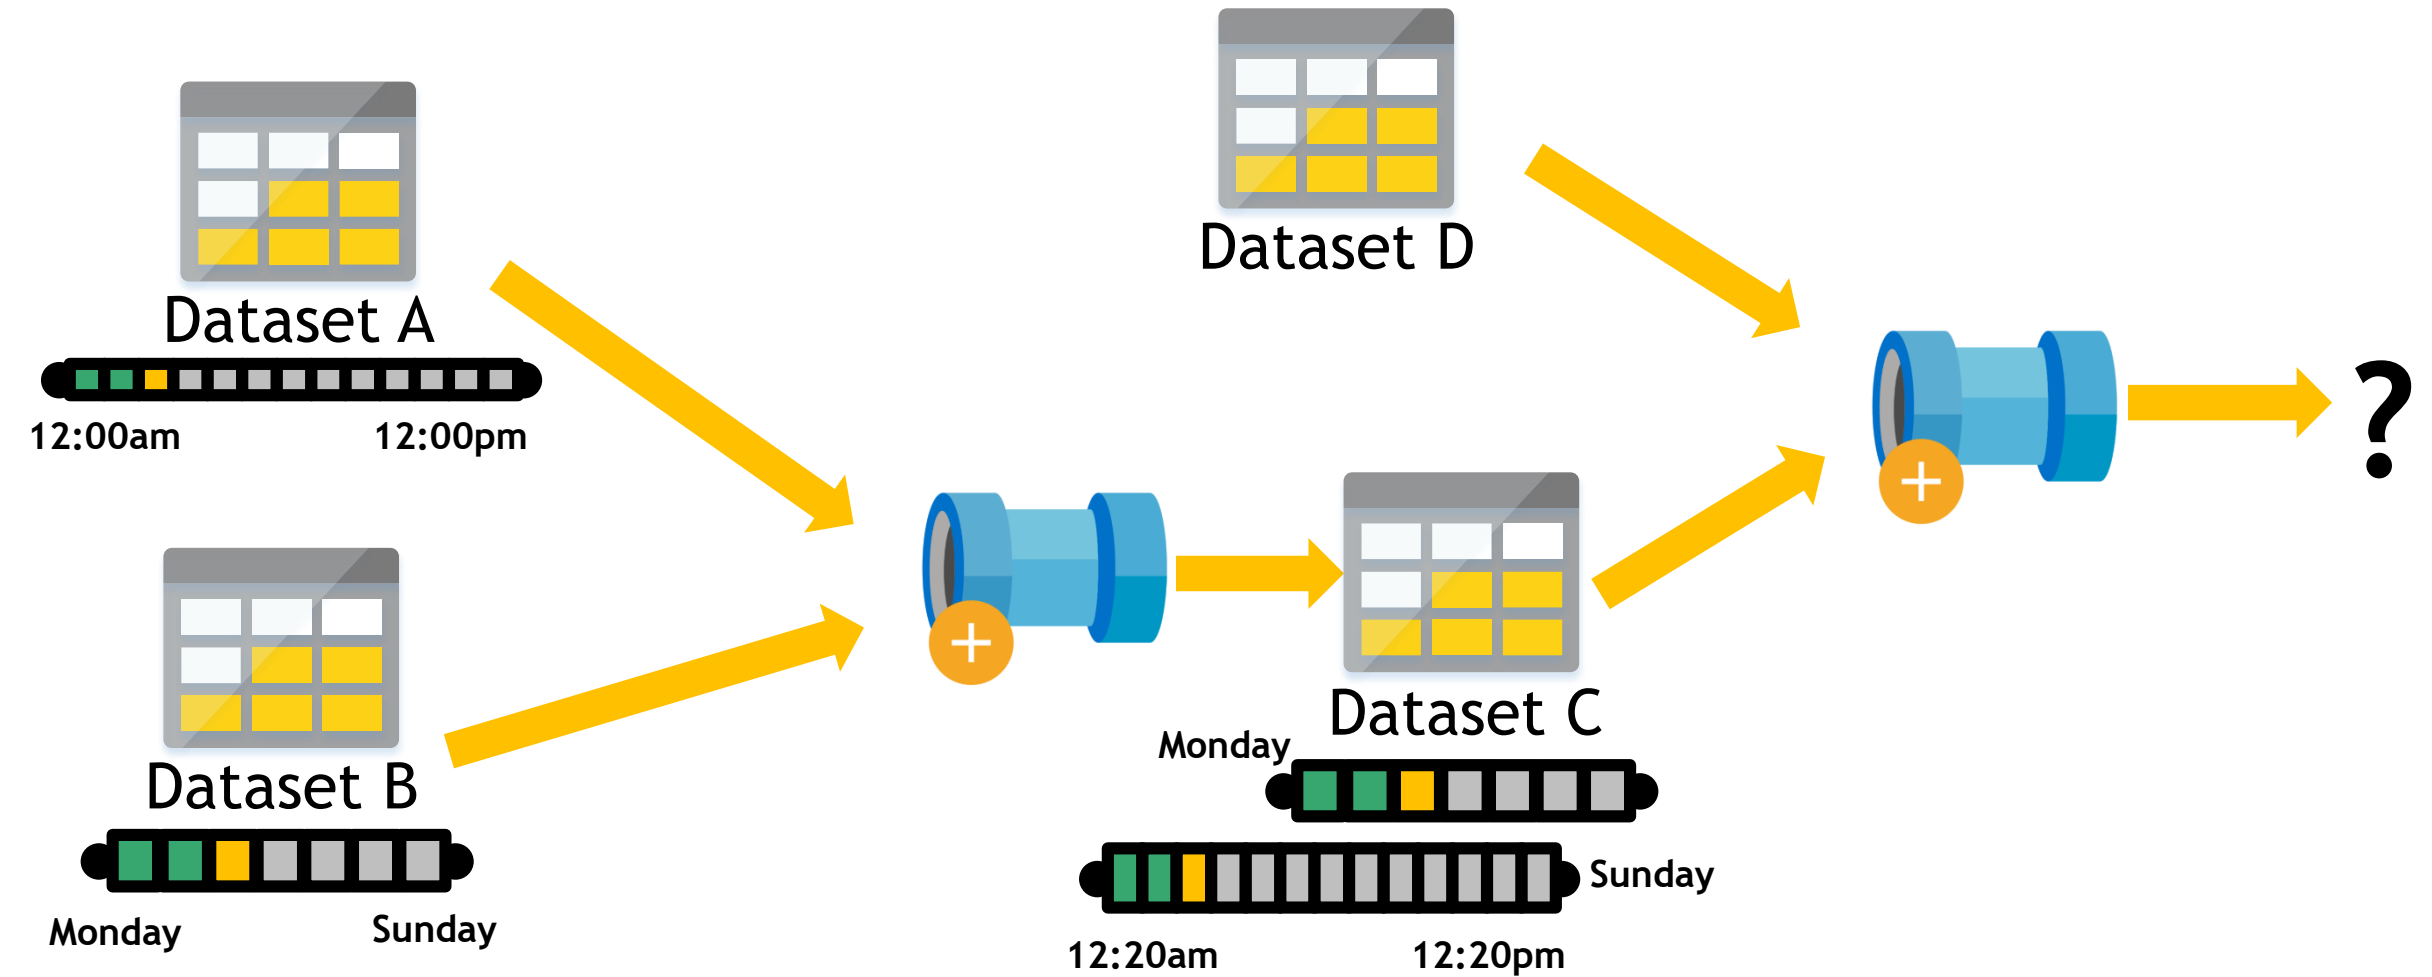 Dataset D
Dataset A
12:00am
12:00pm
?
Dataset B
Monday
Sunday
Dataset C
Monday
Sunday
12:20am
12:20pm